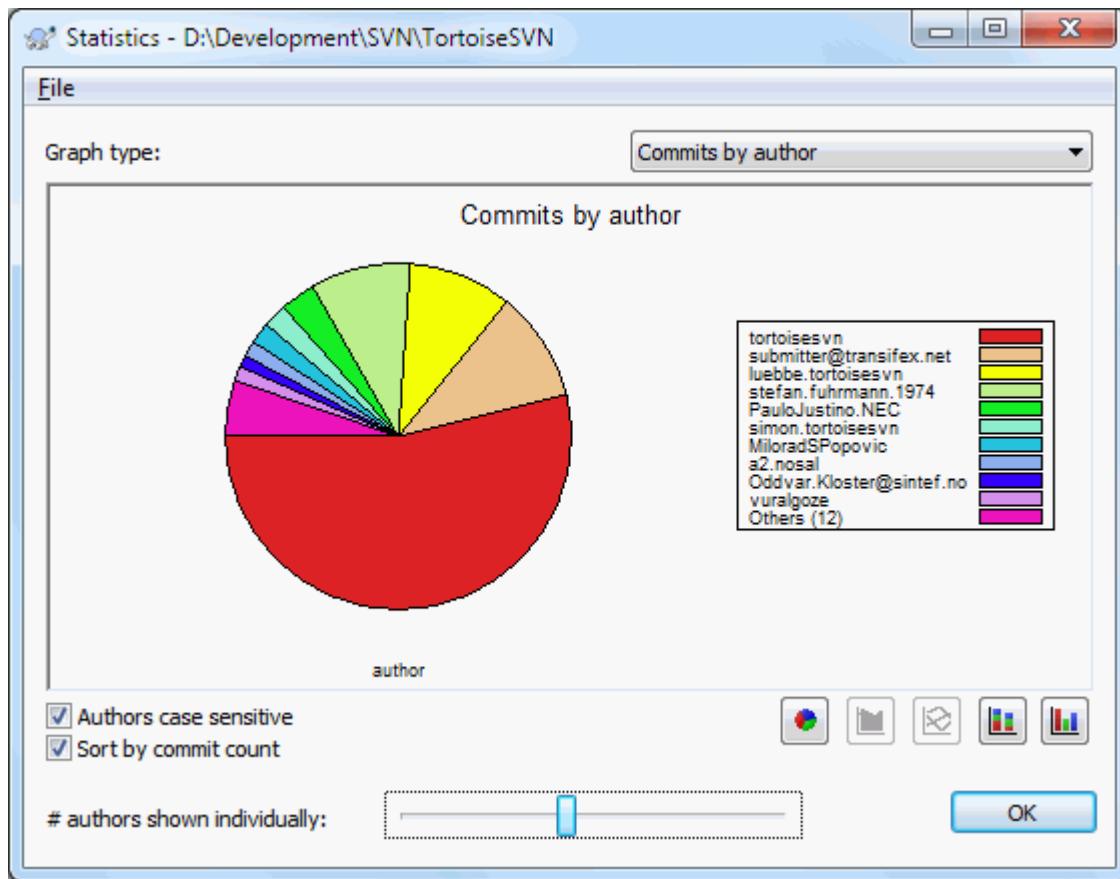 Statistics - D:\Development\SVN\TortoiseSVN
File
Graph type:
Commits by author
Commits by author
tortoisesvn
submitter@transifex.net
luebbe.tortoisesvn
stefan.fuhrmann.1974
PauloJustino.NEC
simon.tortoisesvn
MiloradSPopovic
a2.nosal
Oddvar.Kloster@sintef.no
vuralgoze
Others (12)
author
Authors case sensitive
Sort by commit count
# authors shown individually:
OK